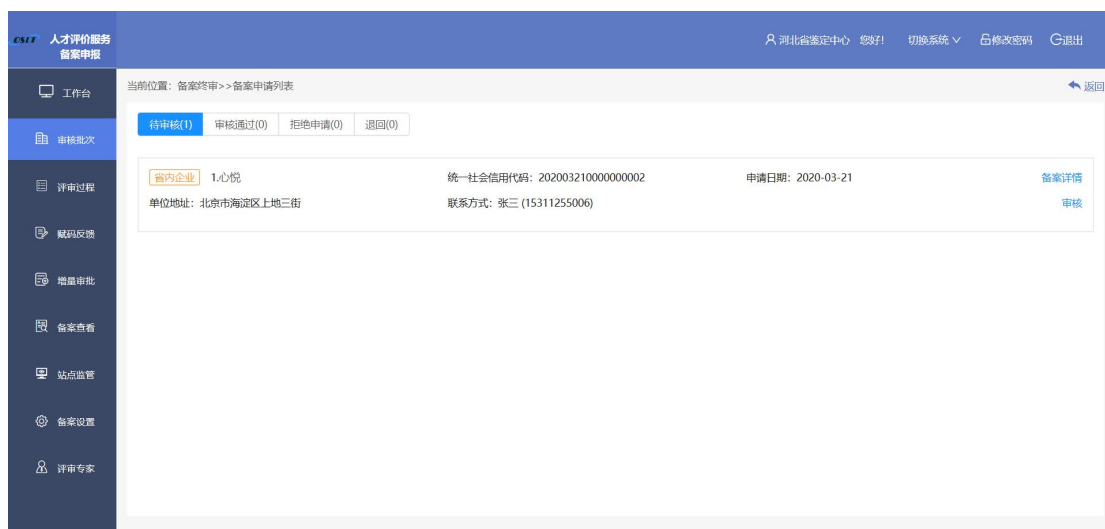 OSIT 人才评价服务
备案申报
河北省鉴定中心 您好! 切换系统 修改密码 退出
工作台
审核批次
评审过程
赋码反馈
增量审批
备案查看
站点监管
备案设置
评审专家
当前位置：备案终审>>备案申请列表 返回
待审核(1) 审核通过(0) 拒绝申请(0) 退回(0)
省内企业 1.心悦 统一社会信用代码：202003210000000002 申请日期：2020-03-21 备案详情
单位地址：北京市海淀区上地三街 联系方式：张三 (15311255006) 审核